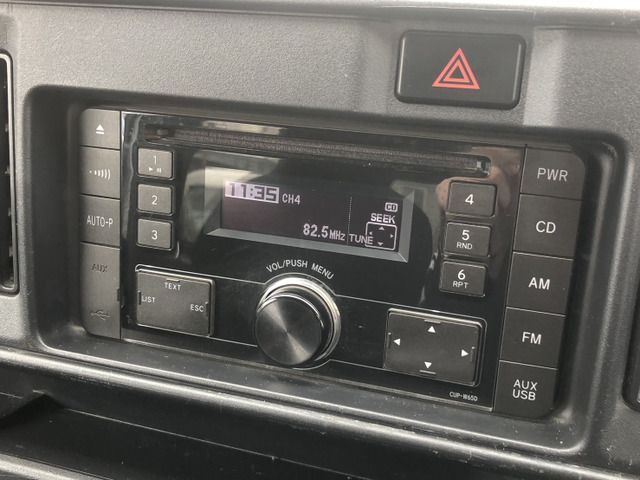 1
2
3
AUTO-P
AUX
11:35 CH4
CD
SEEK
82.5MHz TUNE
4
5
RND
6
RPT
PWR
CD
AM
FM
AUX
USB
VOL/PUSH MENU
TEXT
LIST
ESC
CUP-W65D